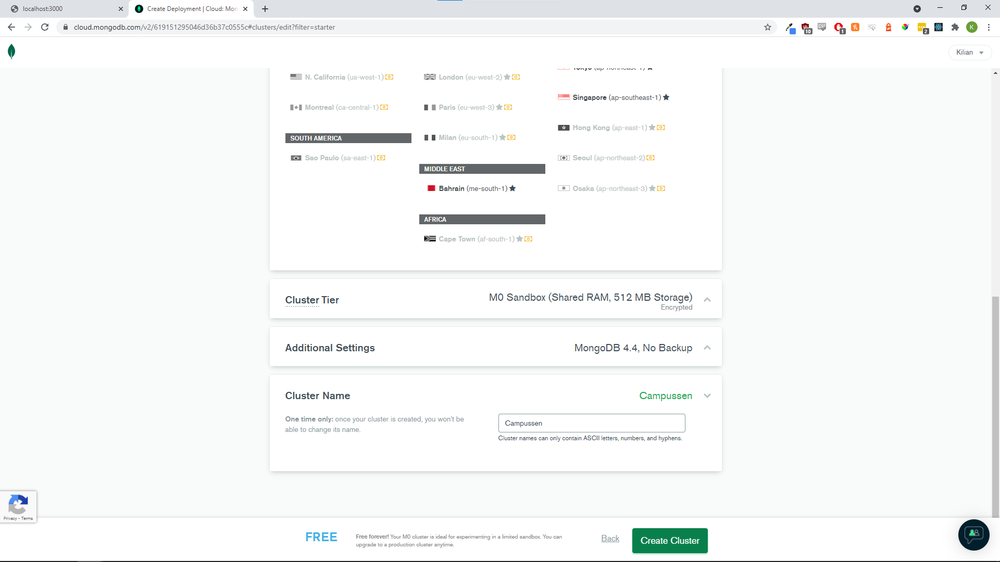 localhost:3000
Create Deployment | Cloud: Mon
cloud.mongodb.com/v2/619151295046d36b37c0555c#clusters/edit?filter=starter
10
1
2
K
Kilian
N. California (us-west-1)
Montreal (ca-central-1)
SOUTH AMERICA
Sao Paulo (sa-east-1)
London (eu-west-2)
Paris (eu-west-3)
Milan (eu-south-1)
MIDDLE EAST
Bahrain (me-south-1)
AFRICA
Cape Town (af-south-1)
Tokyo (ap-northeast-1)
Singapore (ap-southeast-1)
Hong Kong (ap-east-1)
Seoul (ap-northeast-2)
Osaka (ap-northeast-3)
Cluster Tier
M0 Sandbox (Shared RAM, 512 MB Storage)
Encrypted
Additional Settings
MongoDB 4.4, No Backup
Cluster Name
Campussen
One time only: once your cluster is created, you won't be
able to change its name.
Campussen
Cluster names can only contain ASCII letters, numbers, and hyphens.
Privacy - Terms
FREE
Free forever! Your M0 cluster is ideal for experimenting in a limited sandbox. You can
upgrade to a production cluster anytime.
Back
Create Cluster